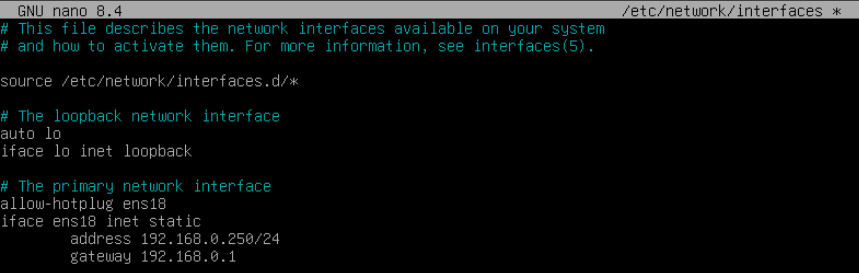 GNU nano 8.4 /etc/network/interfaces *
# This file describes the network interfaces available on your system
# and how to activate them. For more information, see interfaces(5).
source /etc/network/interfaces.d/*
# The loopback network interface
auto lo
iface lo inet loopback
# The primary network interface
allow-hotplug ens18
iface ens18 inet static
address 192.168.0.250/24
gateway 192.168.0.1